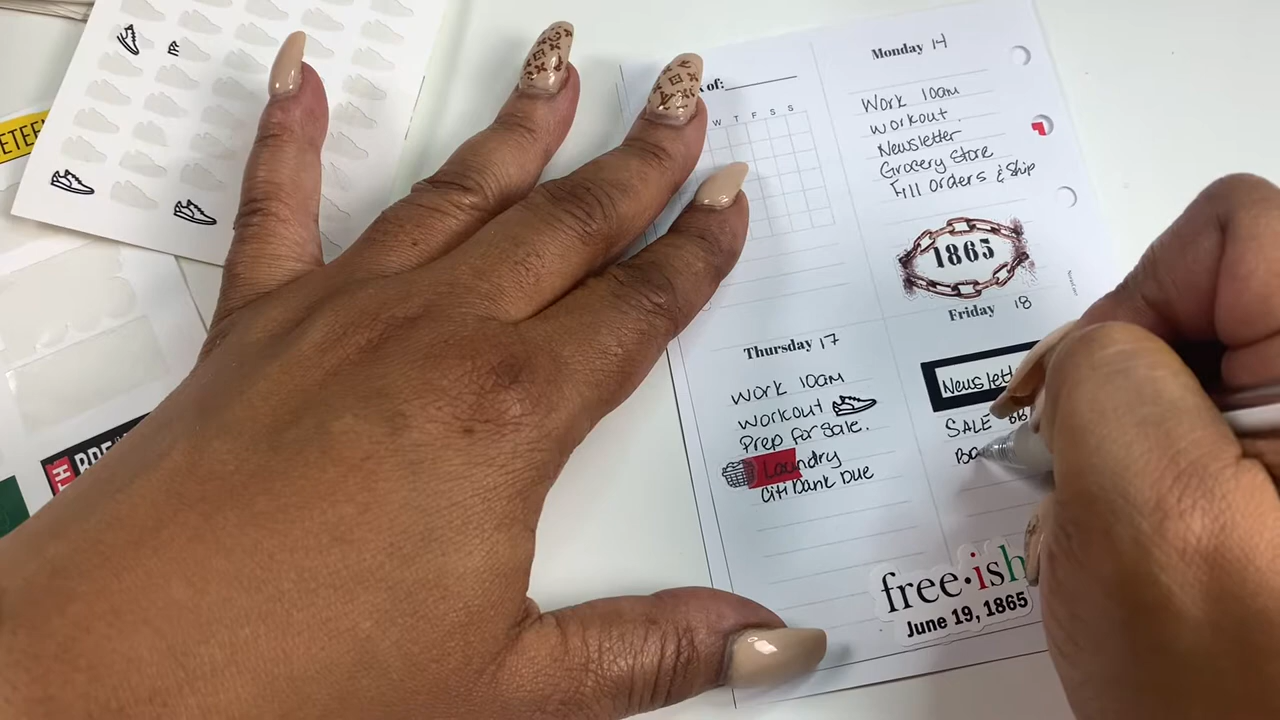 of:
W T F S S
Monday 14
Work 10am
Workout
Newsletter
Grocery Store
Fill Orders & Ship
1865
Thursday 17
Work 10am
Workout
Prep for Sale.
Laundry
Citi Bank Due
Friday 18
SALE
free•ish
June 19, 1865